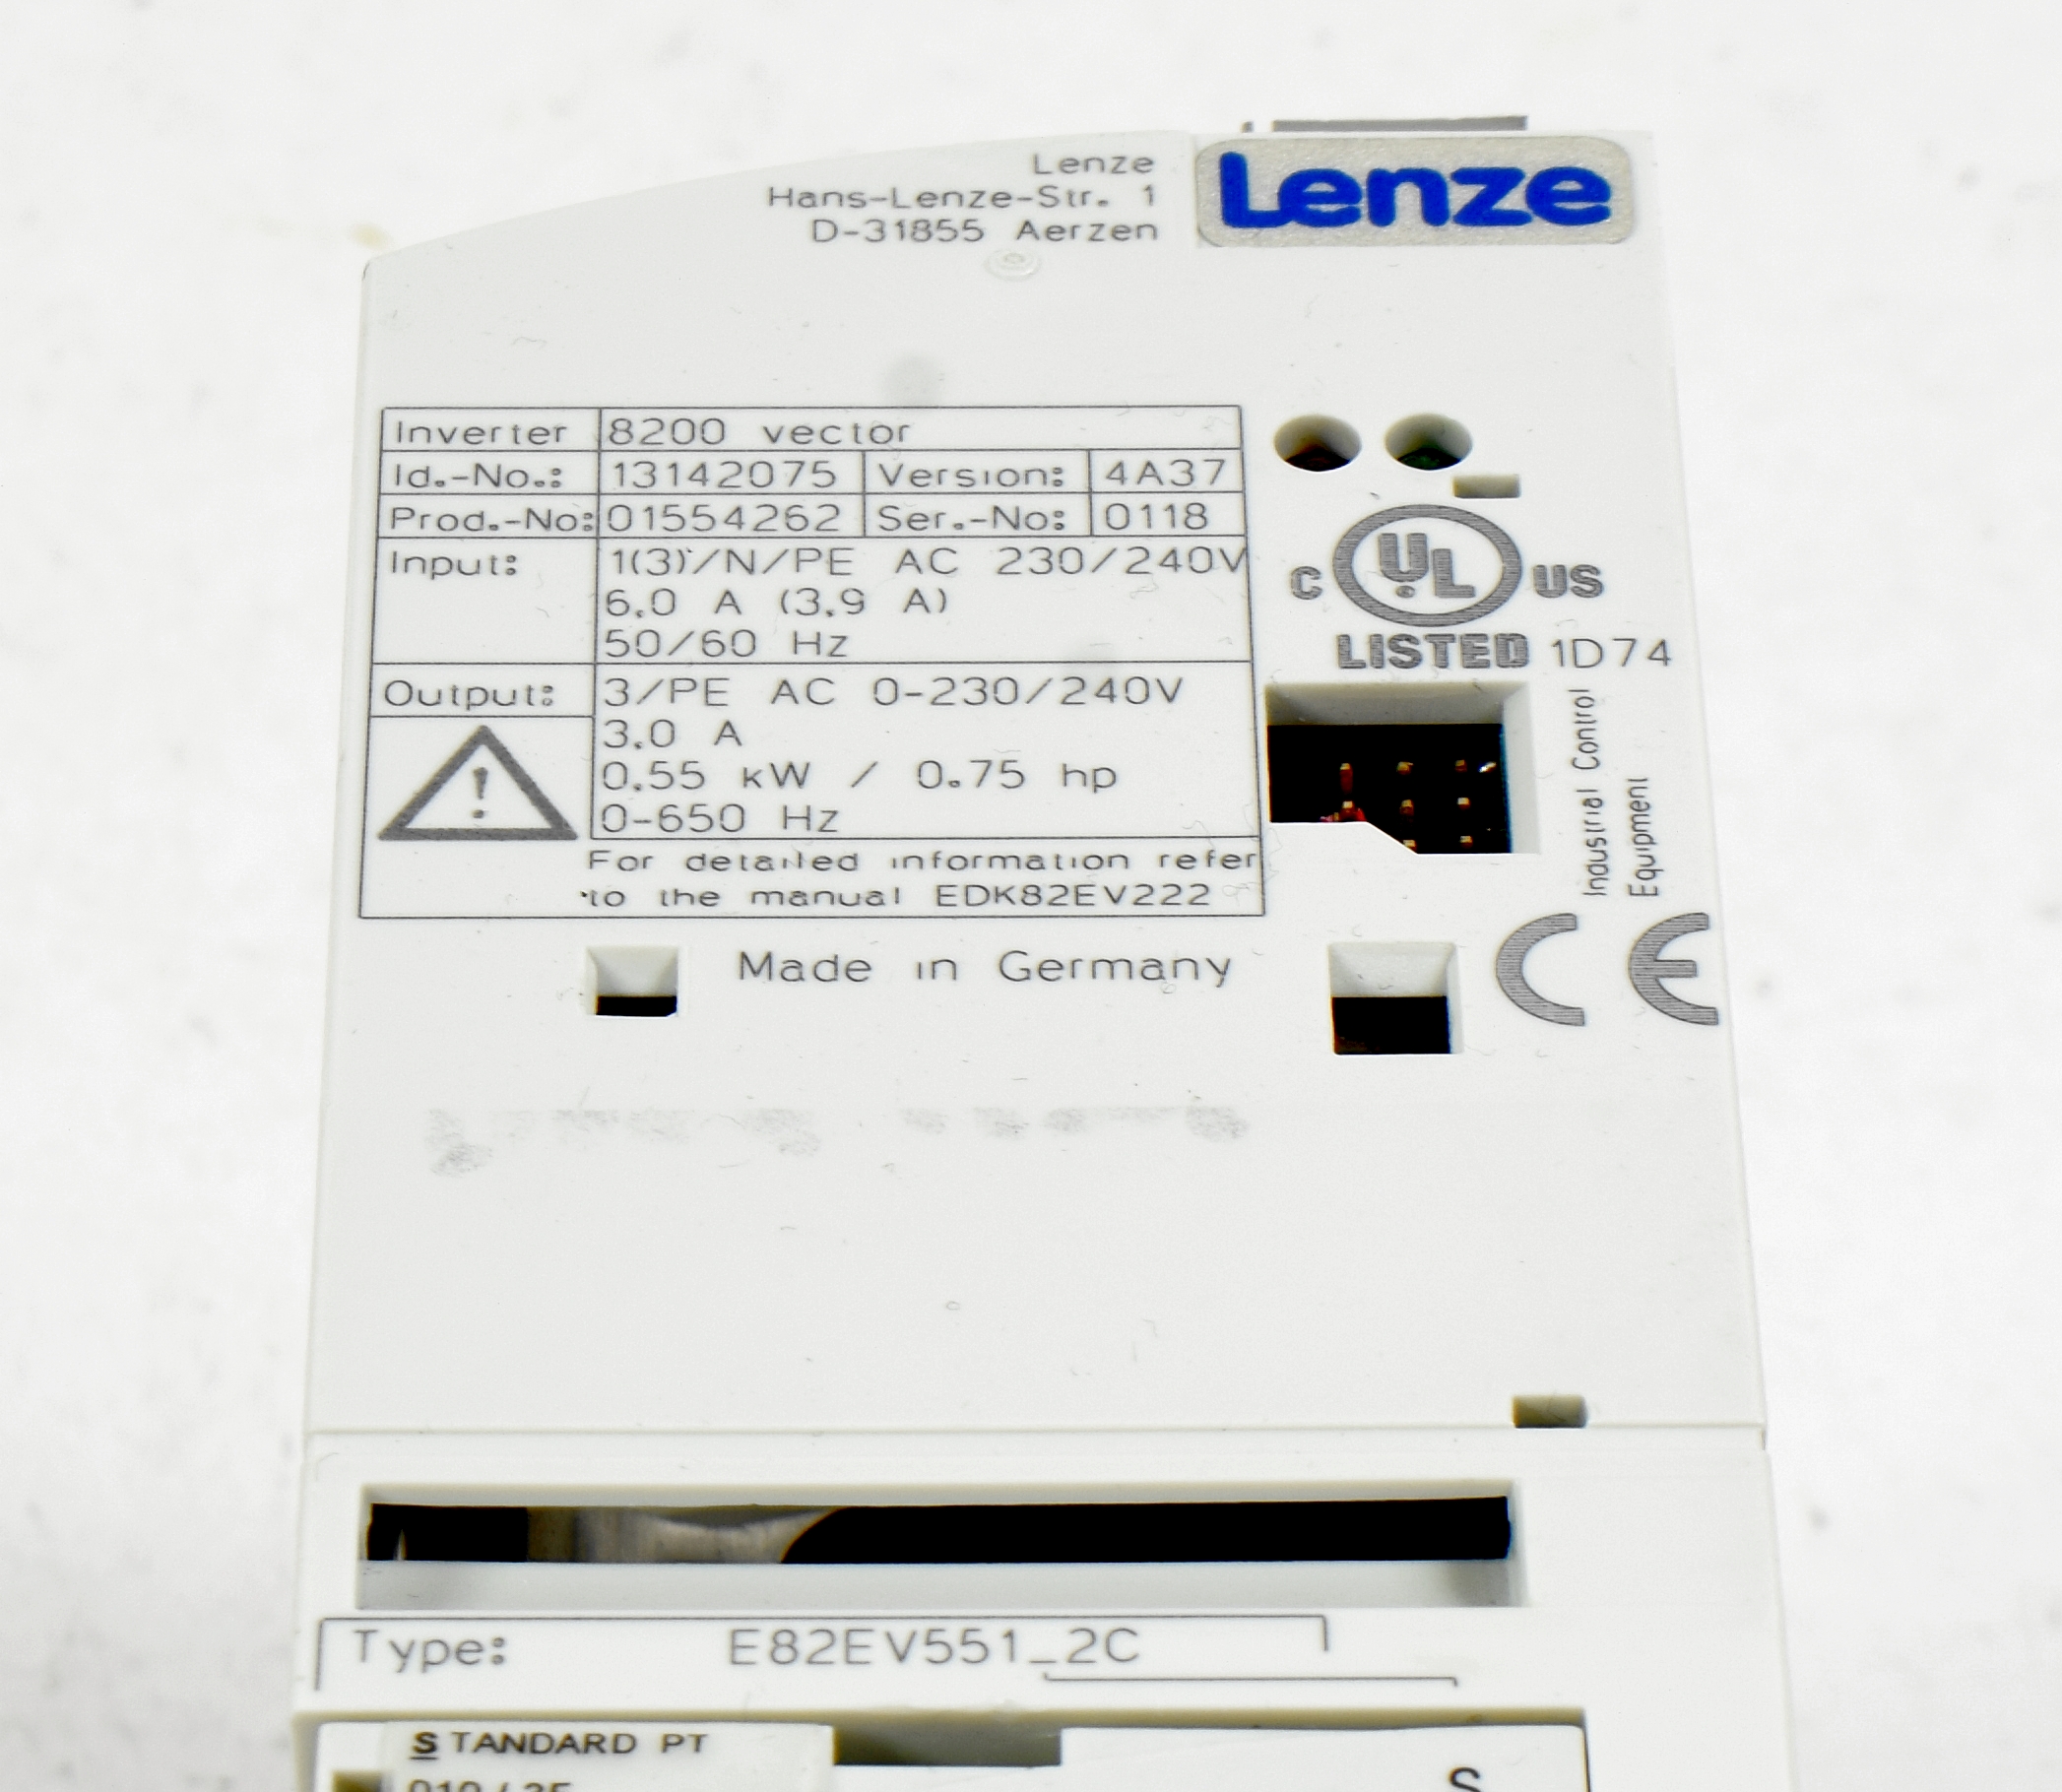 Lenze
Hans-Lenze-Str. 1
D-31855 Aerzen
Lenze
Inverter 8200 vector
Id.-No.: 13142075 Version: 4A37
Prod.-No: 01554262 Ser.-No: 0118
Input: 1(3)/N/PE AC 230/240V
6.0 A (3.9 A)
50/60 Hz
Output: 3/PE AC 0-230/240V
3.0 A
0.55 kW / 0.75 hp
0-650 Hz
!
For detailed information refer
to the manual EDK82EV222
C UL US
LISTED 1D74
Industrial Control
Equipment
Made in Germany
CE
Type: E82EV551_2C
STANDARD PT
S